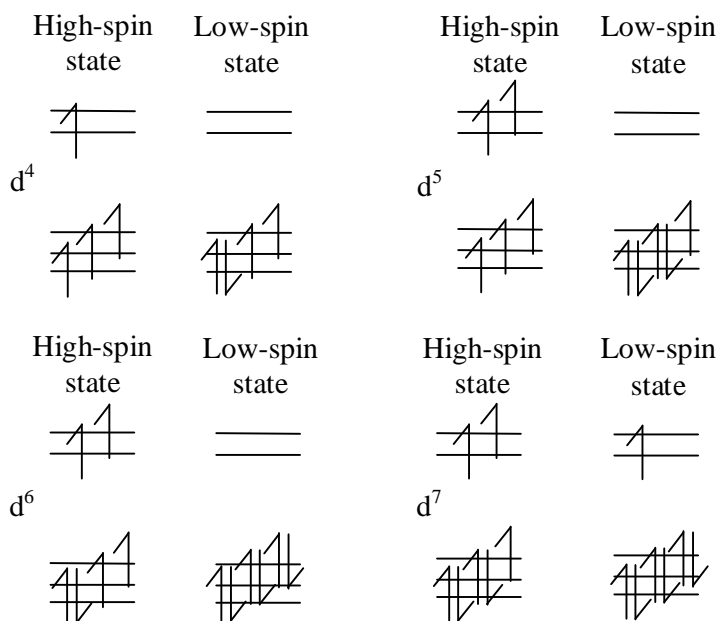 High-spin state
Low-spin state
High-spin state
Low-spin state
d⁴
d⁵
High-spin state
Low-spin state
High-spin state
Low-spin state
d⁶
d⁷